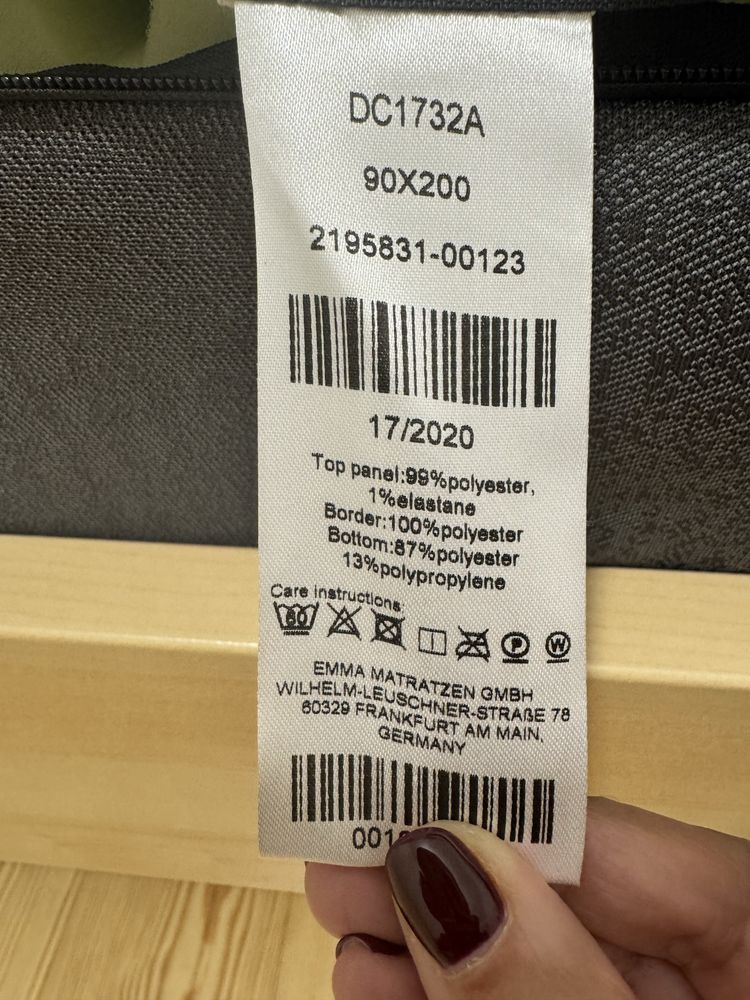 DC1732A
90X200
2195831-00123
17/2020
Top panel:99%polyester,
1%elastane
Border:100%polyester
Bottom:87%polyester
13%polypropylene
Care instructions:
60
P W
EMMA MATRATZEN GMBH
WILHELM-LEUSCHNER-STRAßE 78
60329 FRANKFURT AM MAIN,
GERMANY